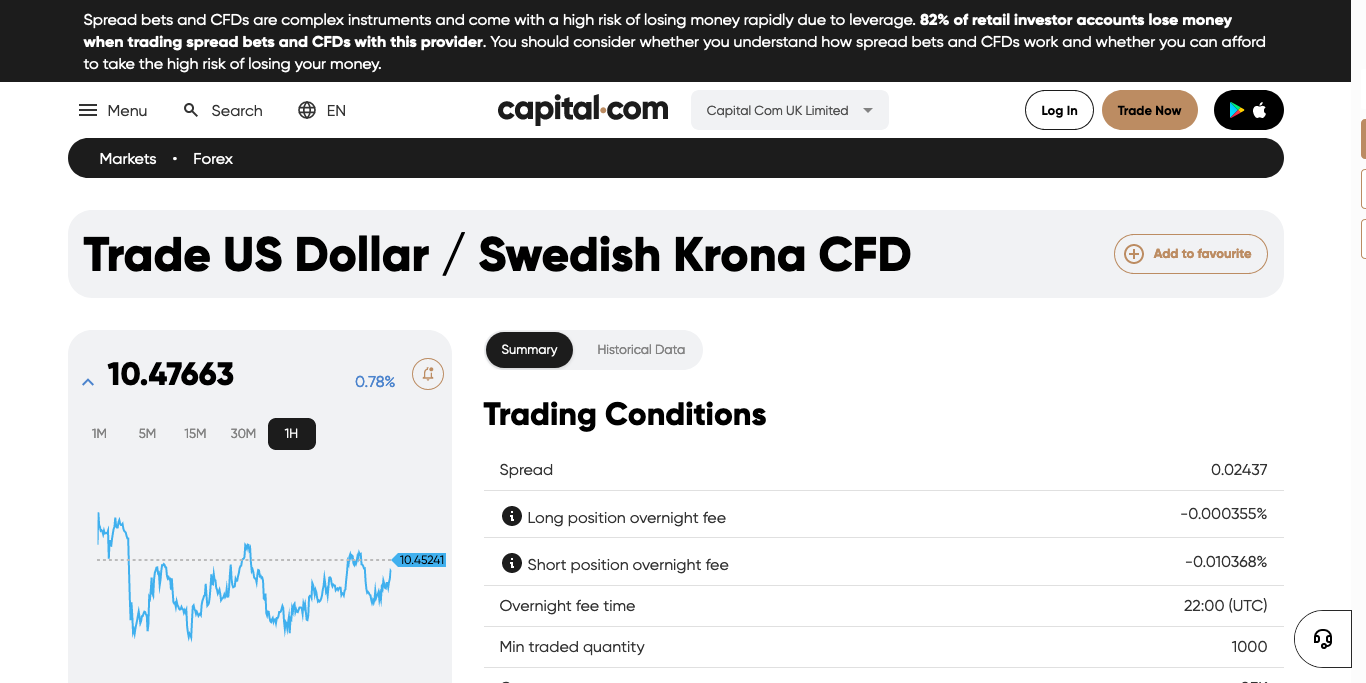 Spread bets and CFDs are complex instruments and come with a high risk of losing money rapidly due to leverage. 82% of retail investor accounts lose money
when trading spread bets and CFDs with this provider. You should consider whether you understand how spread bets and CFDs work and whether you can afford
to take the high risk of losing your money.
Menu Search EN capital.com Capital Com UK Limited Log In Trade Now
Markets • Forex
Trade US Dollar / Swedish Krona CFD Add to favourite
10.47663 0.78%
1M 5M 15M 30M 1H
10.45241
Summary Historical Data
Trading Conditions
Spread 0.02437
Long position overnight fee -0.000355%
Short position overnight fee -0.010368%
Overnight fee time 22:00 (UTC)
Min traded quantity 1000